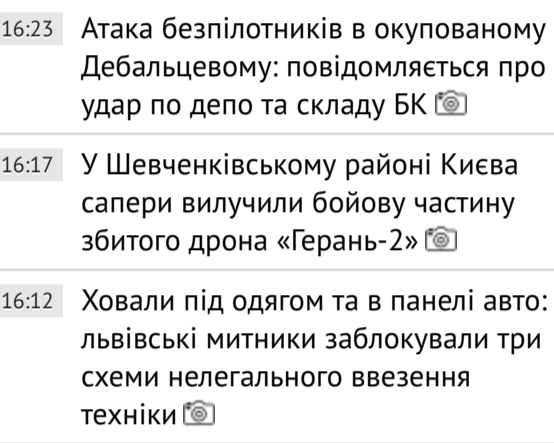 16:23 Атака безпілотників в окупованому
Дебальцевому: повідомляється про
удар по депо та складу БК
16:17 У Шевченківському районі Києва
сапери вилучили бойову частину
збитого дрона «Герань-2»
16:12 Ховали під одягом та в панелі авто:
львівські митники заблокували три
схеми нелегального ввезення
техніки